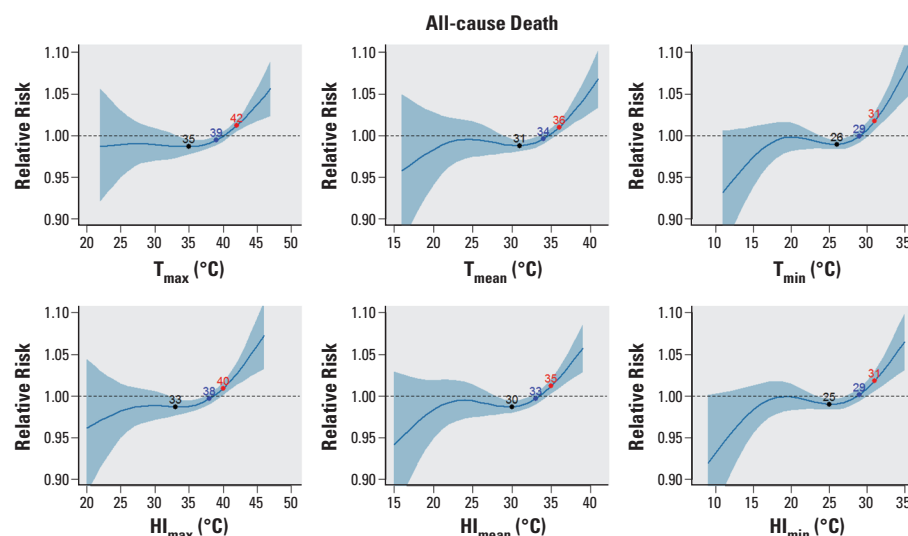 All-cause Death
Relative Risk
1.10
1.05
1.00
0.95
0.90
35
39
42
20 25 30 35 40 45 50
Tmax (°C)
Relative Risk
1.10
1.05
1.00
0.95
0.90
31
34
36
15 20 25 30 35 40
Tmean (°C)
Relative Risk
1.10
1.05
1.00
0.95
0.90
26
29
31
10 15 20 25 30 35
Tmin (°C)
Relative Risk
1.10
1.05
1.00
0.95
0.90
33
38
40
20 25 30 35 40 45 50
HImax (°C)
Relative Risk
1.10
1.05
1.00
0.95
0.90
30
33
35
15 20 25 30 35 40
HImean (°C)
Relative Risk
1.10
1.05
1.00
0.95
0.90
25
29
31
10 15 20 25 30 35
HImin (°C)